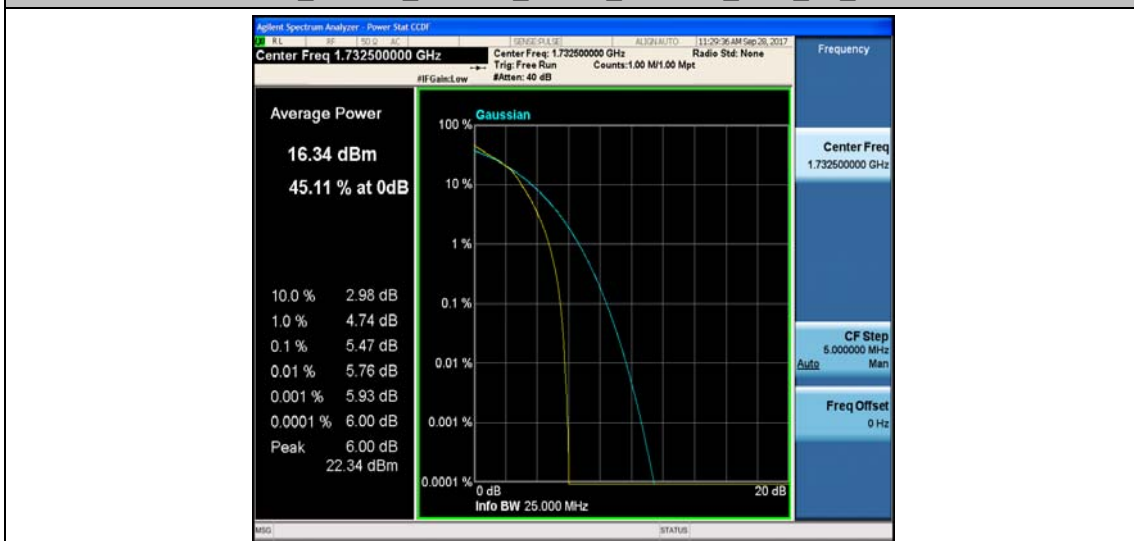 Agilent Spectrum Analyzer - Power Stat CCDF
RL RF 50 Ω AC SENSE:PULSE ALIGN AUTO 11:29:36 AM Sep 28, 2017
Center Freq 1.732500000 GHz
Center Freq: 1.732500000 GHz Radio Std: None
Trig: Free Run Counts:1.00 M/1.00 Mpt
#IFGain:Low #Atten: 40 dB
Frequency
Average Power
16.34 dBm
45.11 % at 0dB
10.0 % 2.98 dB
1.0 % 4.74 dB
0.1 % 5.47 dB
0.01 % 5.76 dB
0.001 % 5.93 dB
0.0001 % 6.00 dB
Peak 6.00 dB
22.34 dBm
Gaussian
100 %
10 %
1 %
0.1 %
0.01 %
0.001 %
0.0001 %
0 dB 20 dB
Info BW 25.000 MHz
Center Freq
1.732500000 GHz
CF Step
5.000000 MHz
Auto Man
Freq Offset
0 Hz
MSG STATUS